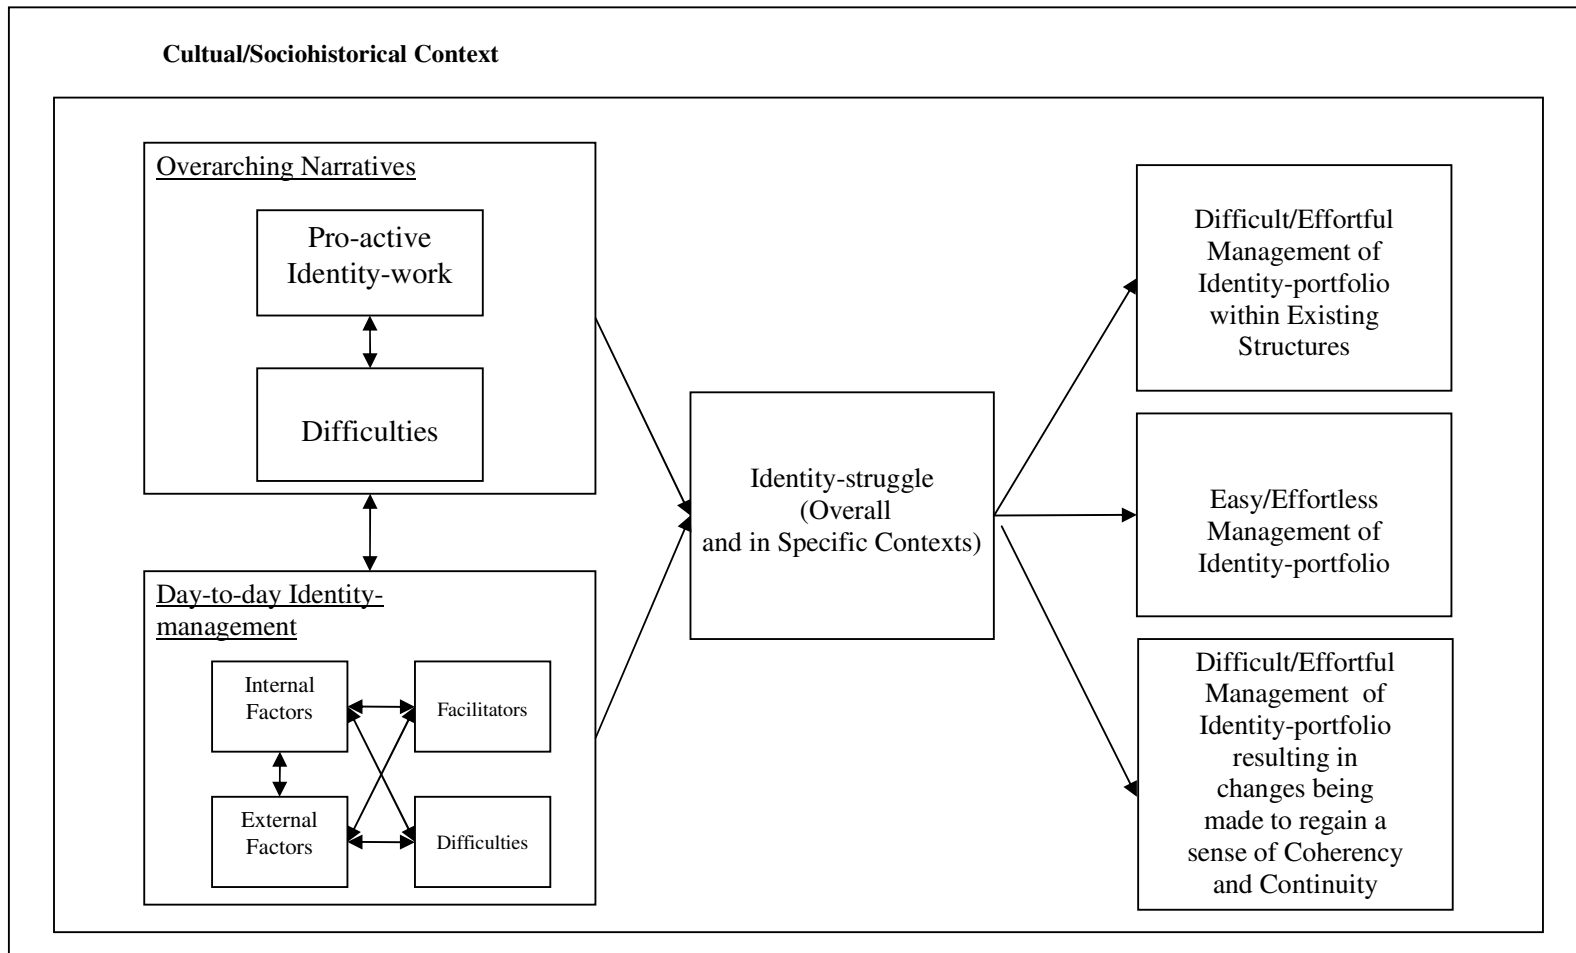 Cultual/Sociohistorical Context
Overarching Narratives
Pro-active
Identity-work
Difficulties
Day-to-day Identity-
management
Internal
Factors
Facilitators
External
Factors
Difficulties
Identity-struggle
(Overall
and in Specific Contexts)
Difficult/Effortful
Management of
Identity-portfolio
within Existing
Structures
Easy/Effortless
Management of
Identity-portfolio
Difficult/Effortful
Management of
Identity-portfolio
resulting in
changes being
made to regain a
sense of Coherency
and Continuity